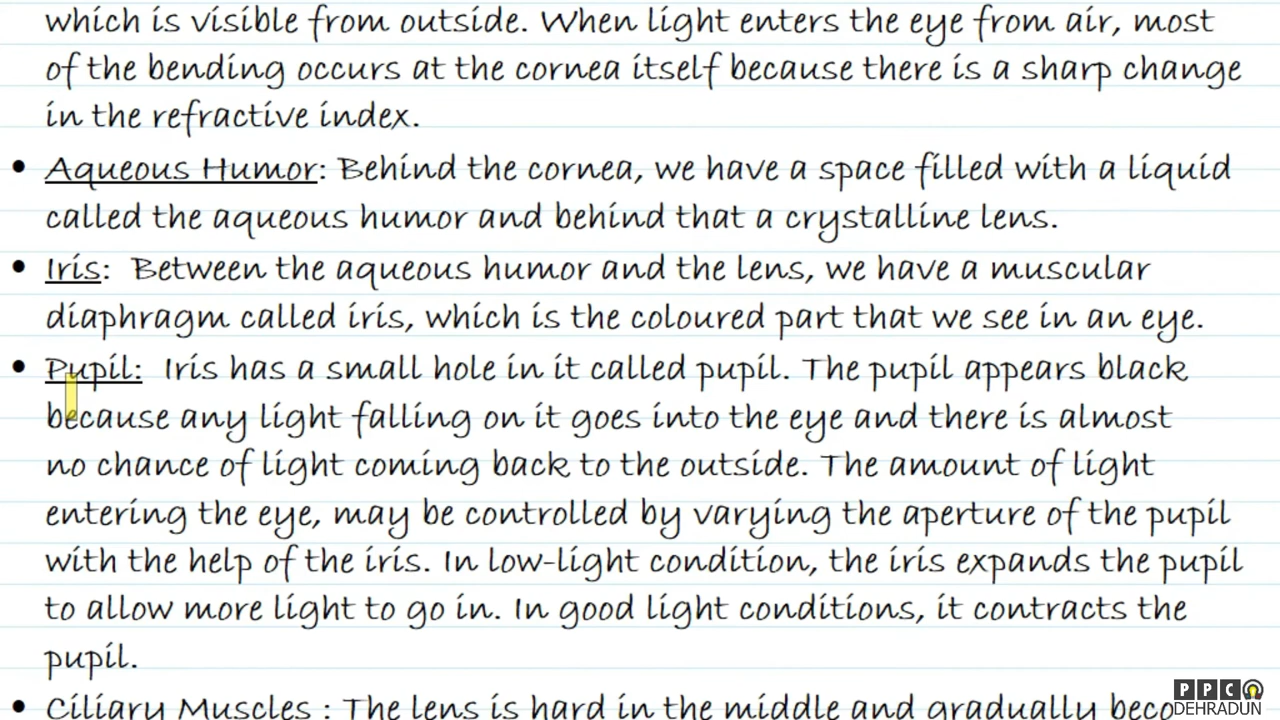 which is visible from outside. When light enters the eye from air, most
of the bending occurs at the cornea itself because there is a sharp change
in the refractive index.
• Aqueous Humor: Behind the cornea, we have a space filled with a liquid
called the aqueous humor and behind that a crystalline lens.
• Iris: Between the aqueous humor and the lens, we have a muscular
diaphragm called iris, which is the coloured part that we see in an eye.
• Pupil: Iris has a small hole in it called pupil. The pupil appears black
because any light falling on it goes into the eye and there is almost
no chance of light coming back to the outside. The amount of light
entering the eye, may be controlled by varying the aperture of the pupil
with the help of the iris. In low-light condition, the iris expands the pupil
to allow more light to go in. In good light conditions, it contracts the
pupil.
• Ciliary Muscles : The lens is hard in the middle and gradually beco
PPC
DEHRADUN